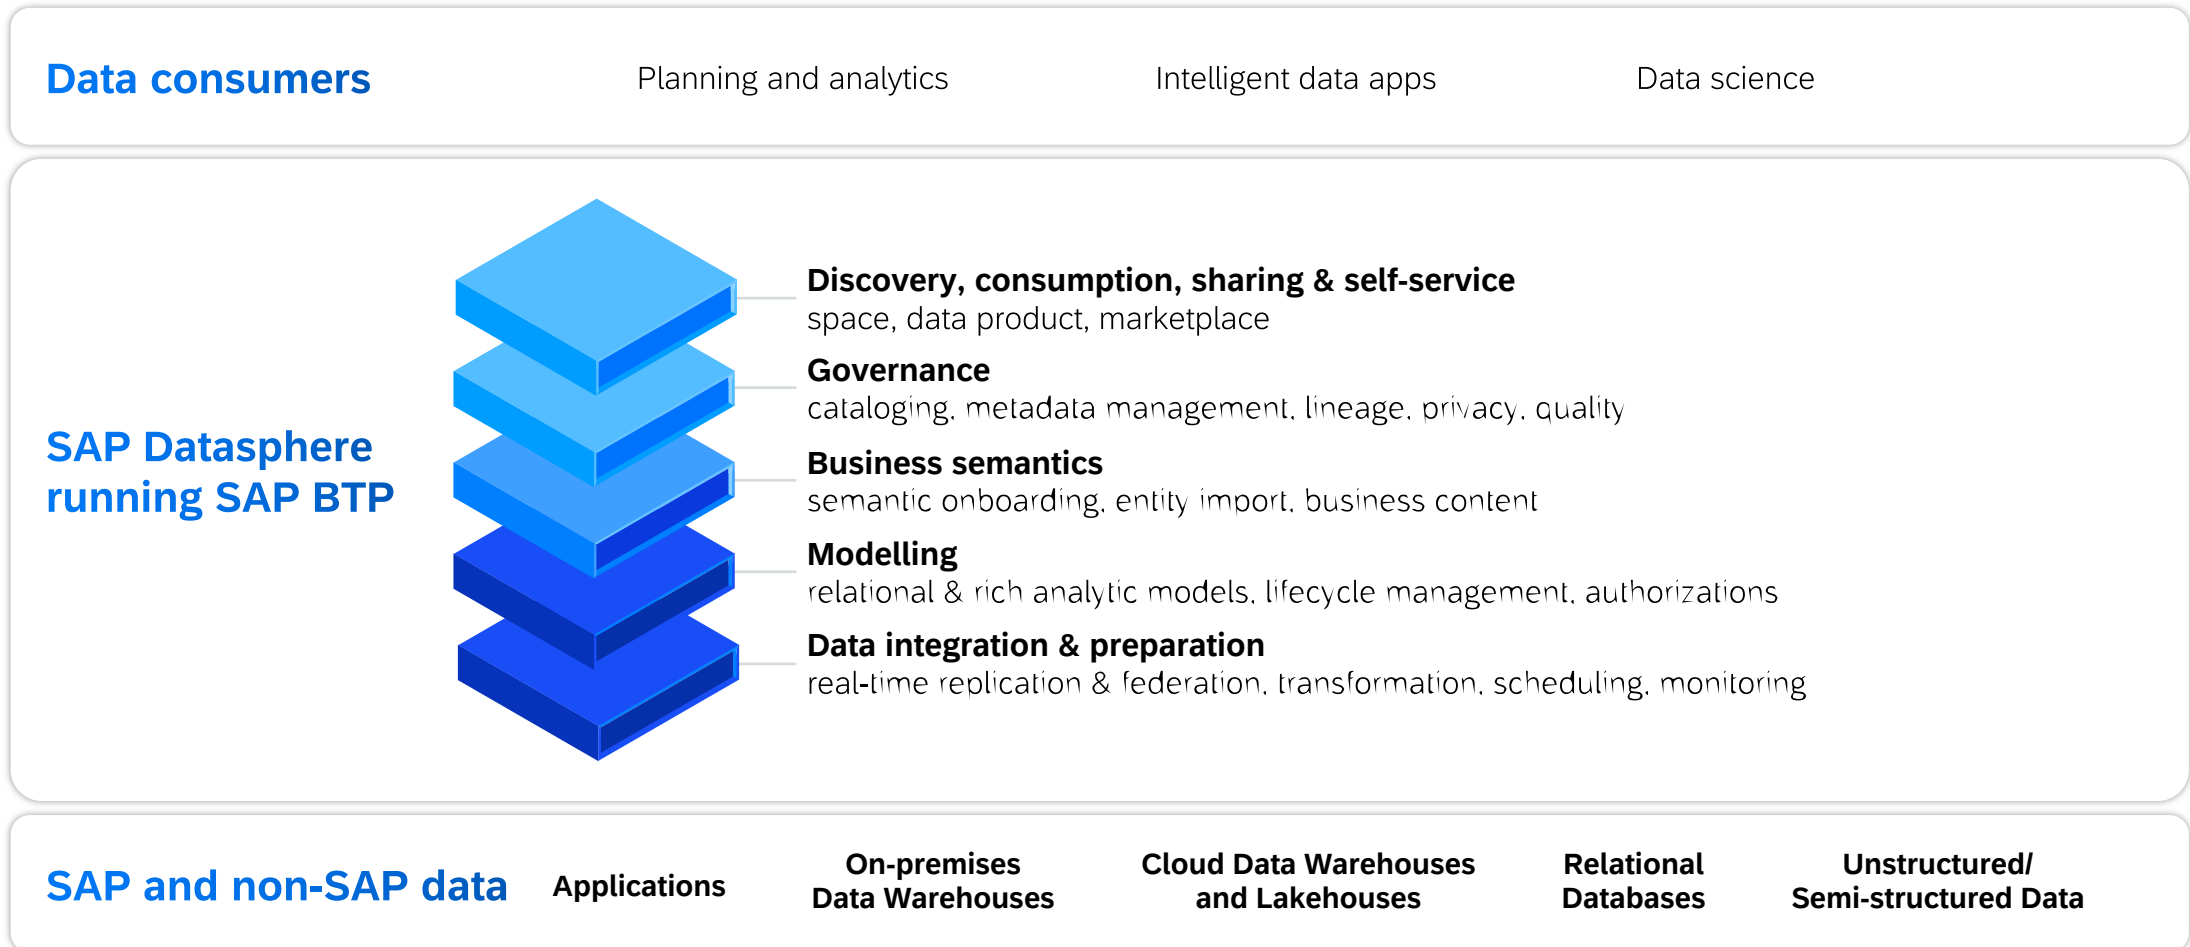 Data consumers
Planning and analytics
Intelligent data apps
Data science
SAP Datasphere
running SAP BTP
Discovery, consumption, sharing & self-service
space, data product, marketplace
Governance
cataloging, metadata management, lineage, privacy, quality
Business semantics
semantic onboarding, entity import, business content
Modelling
relational & rich analytic models, lifecycle management, authorizations
Data integration & preparation
real-time replication & federation, transformation, scheduling, monitoring
SAP and non-SAP data
Applications
On-premises
Data Warehouses
Cloud Data Warehouses
and Lakehouses
Relational
Databases
Unstructured/
Semi-structured Data